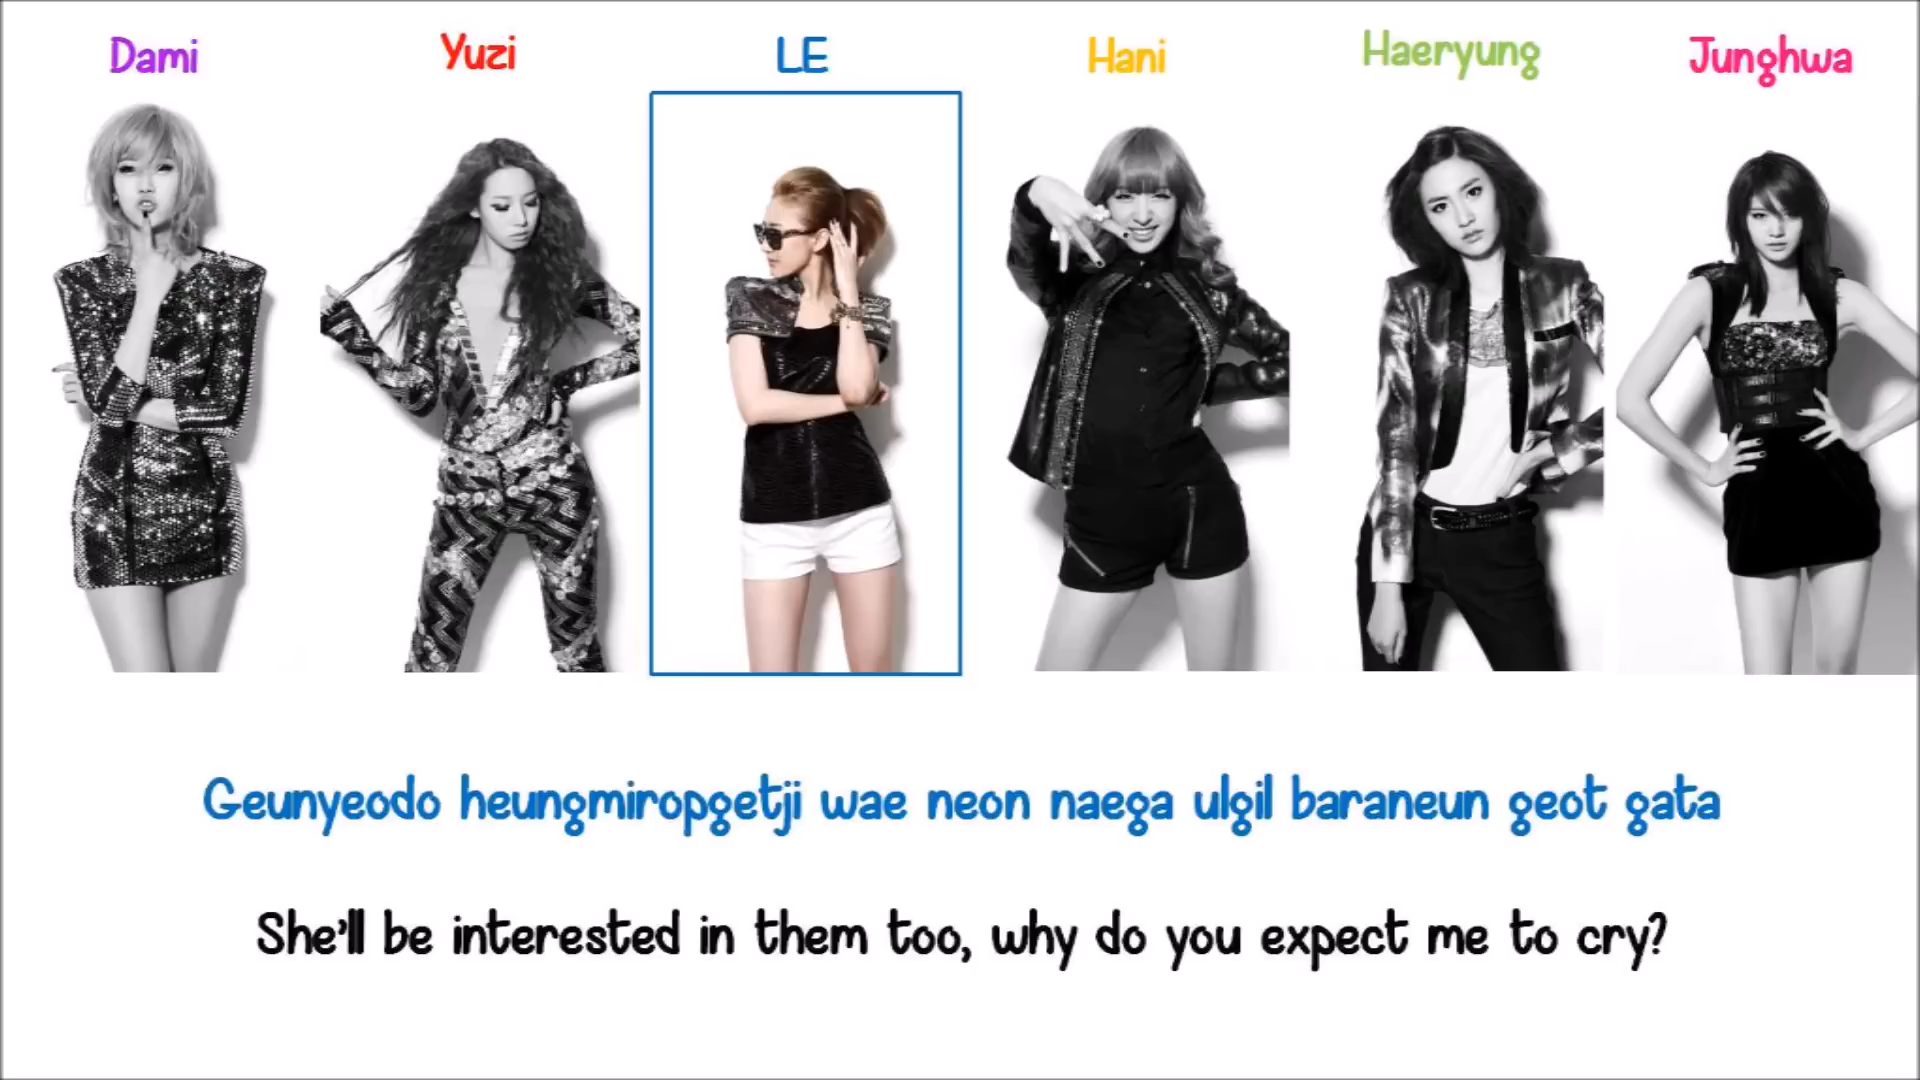 Dami
Yuzi
LE
Hani
Haeryung
Junghwa
Geunyeodo heungmiropgetji wae neon naega ulgil baraneun geot gata
She'll be interested in them too, why do you expect me to cry?